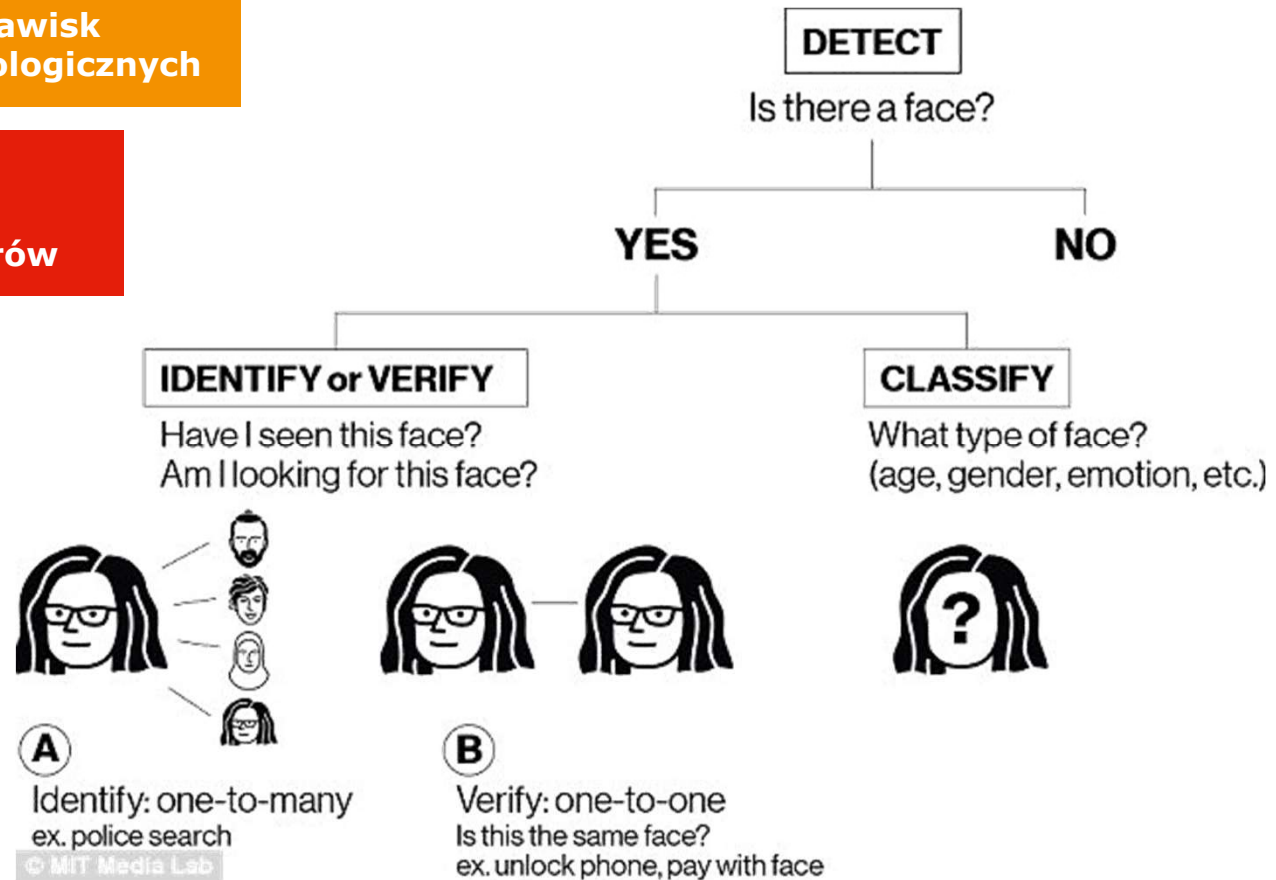 awisk
ologicznych
rów
DETECT
Is there a face?
YES
NO
IDENTIFY or VERIFY
Have I seen this face?
Am I looking for this face?
CLASSIFY
What type of face?
(age, gender, emotion, etc.)
?
A
Identify: one-to-many
ex. police search
© MIT Media Lab
B
Verify: one-to-one
Is this the same face?
ex. unlock phone, pay with face